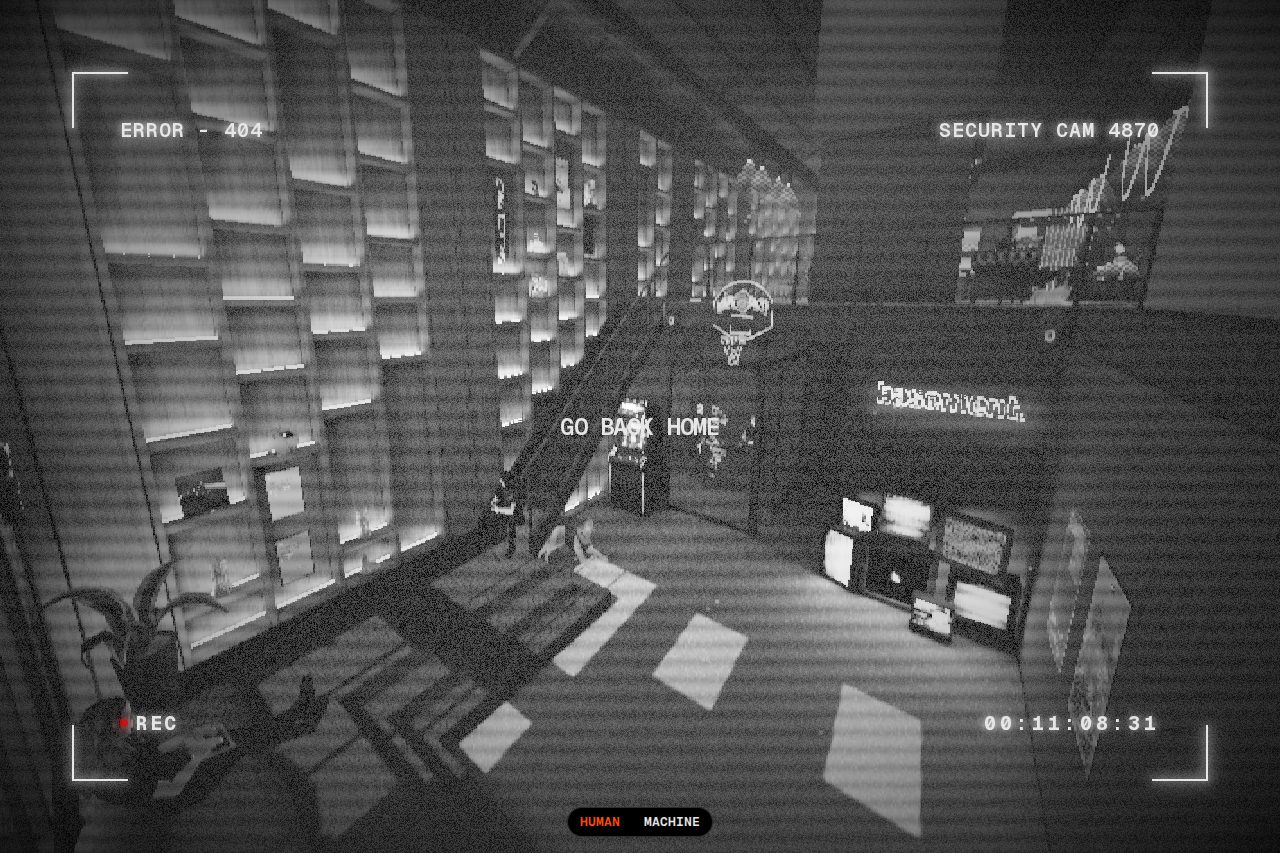 ERROR - 404
SECURITY CAM 4870
GO BACK HOME
REC
00:11:08:31
HUMAN MACHINE